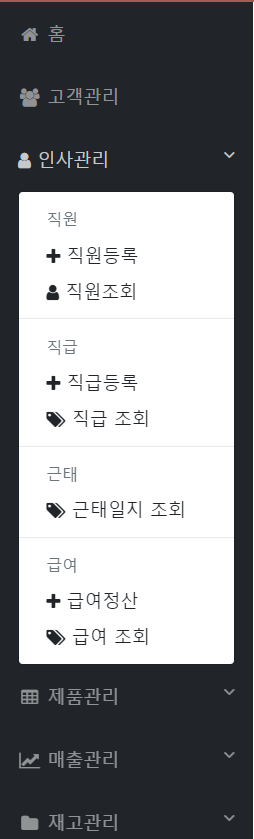 홈
고객관리
인사관리
직원
직원등록
직원조회
직급
직급등록
직급 조회
근태
근태일지 조회
급여
급여정산
급여 조회
제품관리
매출관리
재고관리